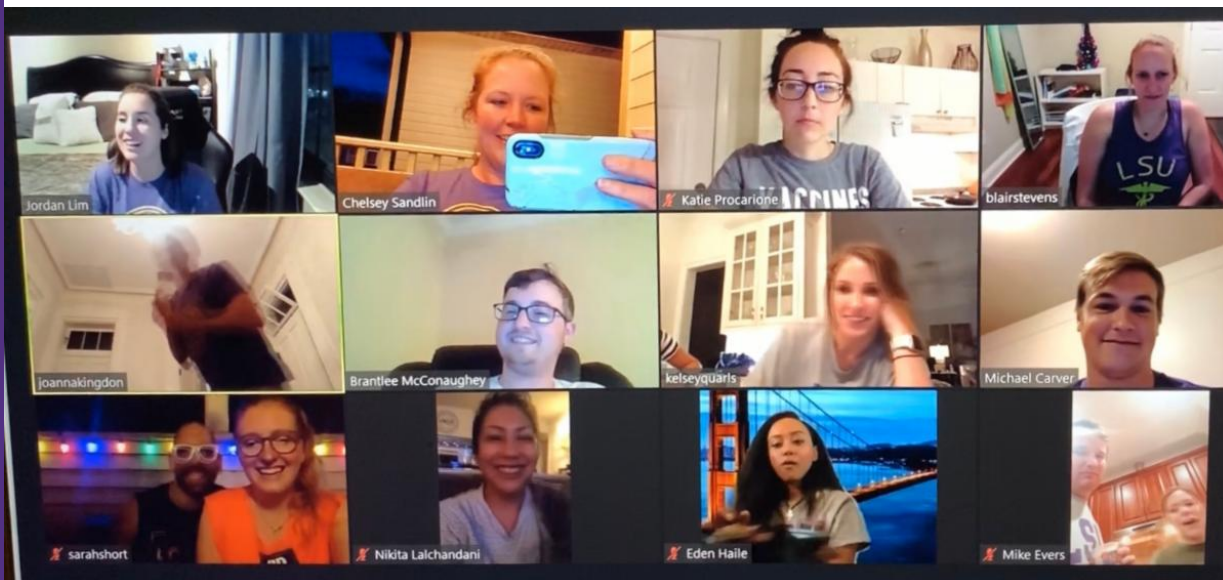 Jordan Lim
Chelsey Sandlin
VACCINES
Katie Procarione
LSU
blairstevens
joannakingdon
Brantlee McConaughey
kelseyquarls
Michael Carver
sarahshort
Nikita Lalchandani
Eden Haile
Mike Evers